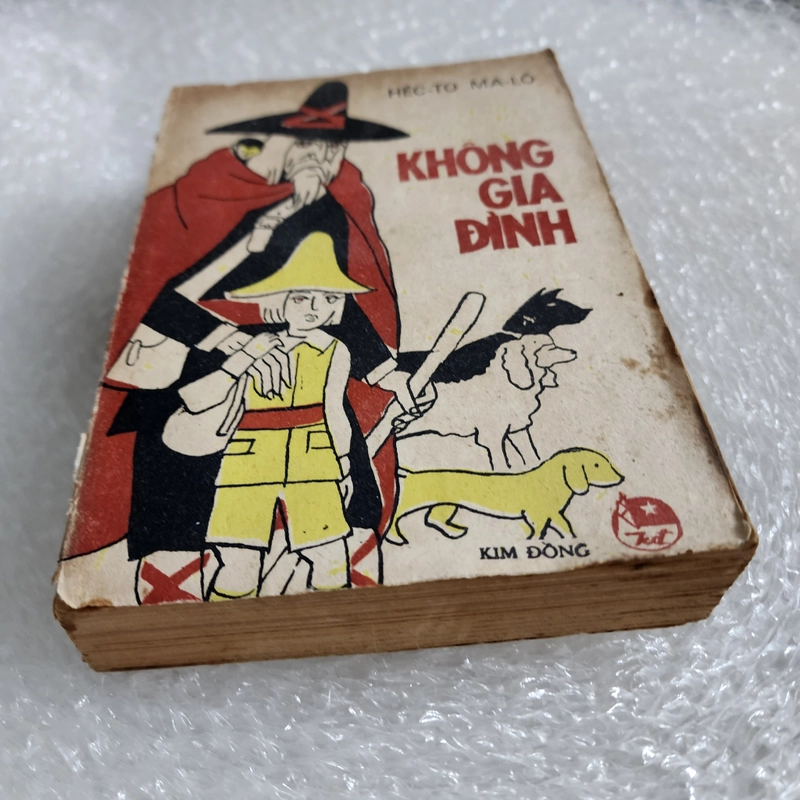 HÉC-TO MA-LÔ
KHÔNG
GIA
ĐÌNH
KIM ĐỒNG